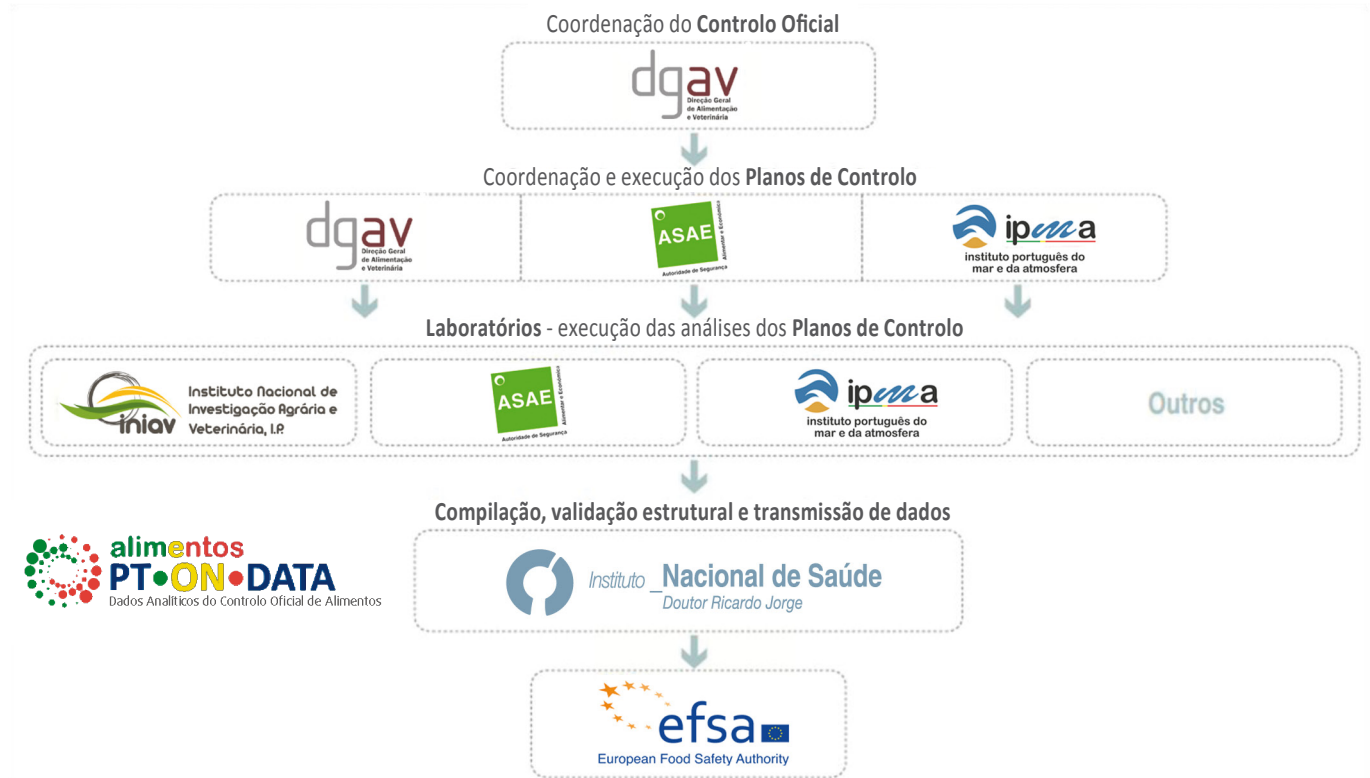 Coordenação do Controlo Oficial
dgav
Direção Geral
de Alimentação
e Veterinária
Coordenação e execução dos Planos de Controlo
dgav
Direção Geral
de Alimentação
e Veterinária
ASAE
Alimentar e Económica
Autoridade de Segurança
ipma
instituto português do
mar e da atmosfera
Laboratórios - execução das análises dos Planos de Controlo
iniav
Instituto Nacional de
Investigação Agrária e
Veterinária, I.P.
ASAE
Alimentar e Económica
Autoridade de Segurança
ipma
instituto português do
mar e da atmosfera
Outros
Compilação, validação estrutural e transmissão de dados
alimentos
PT•ON•DATA
Dados Analíticos do Controlo Oficial de Alimentos
Instituto _Nacional de Saúde
Doutor Ricardo Jorge
efsa
European Food Safety Authority